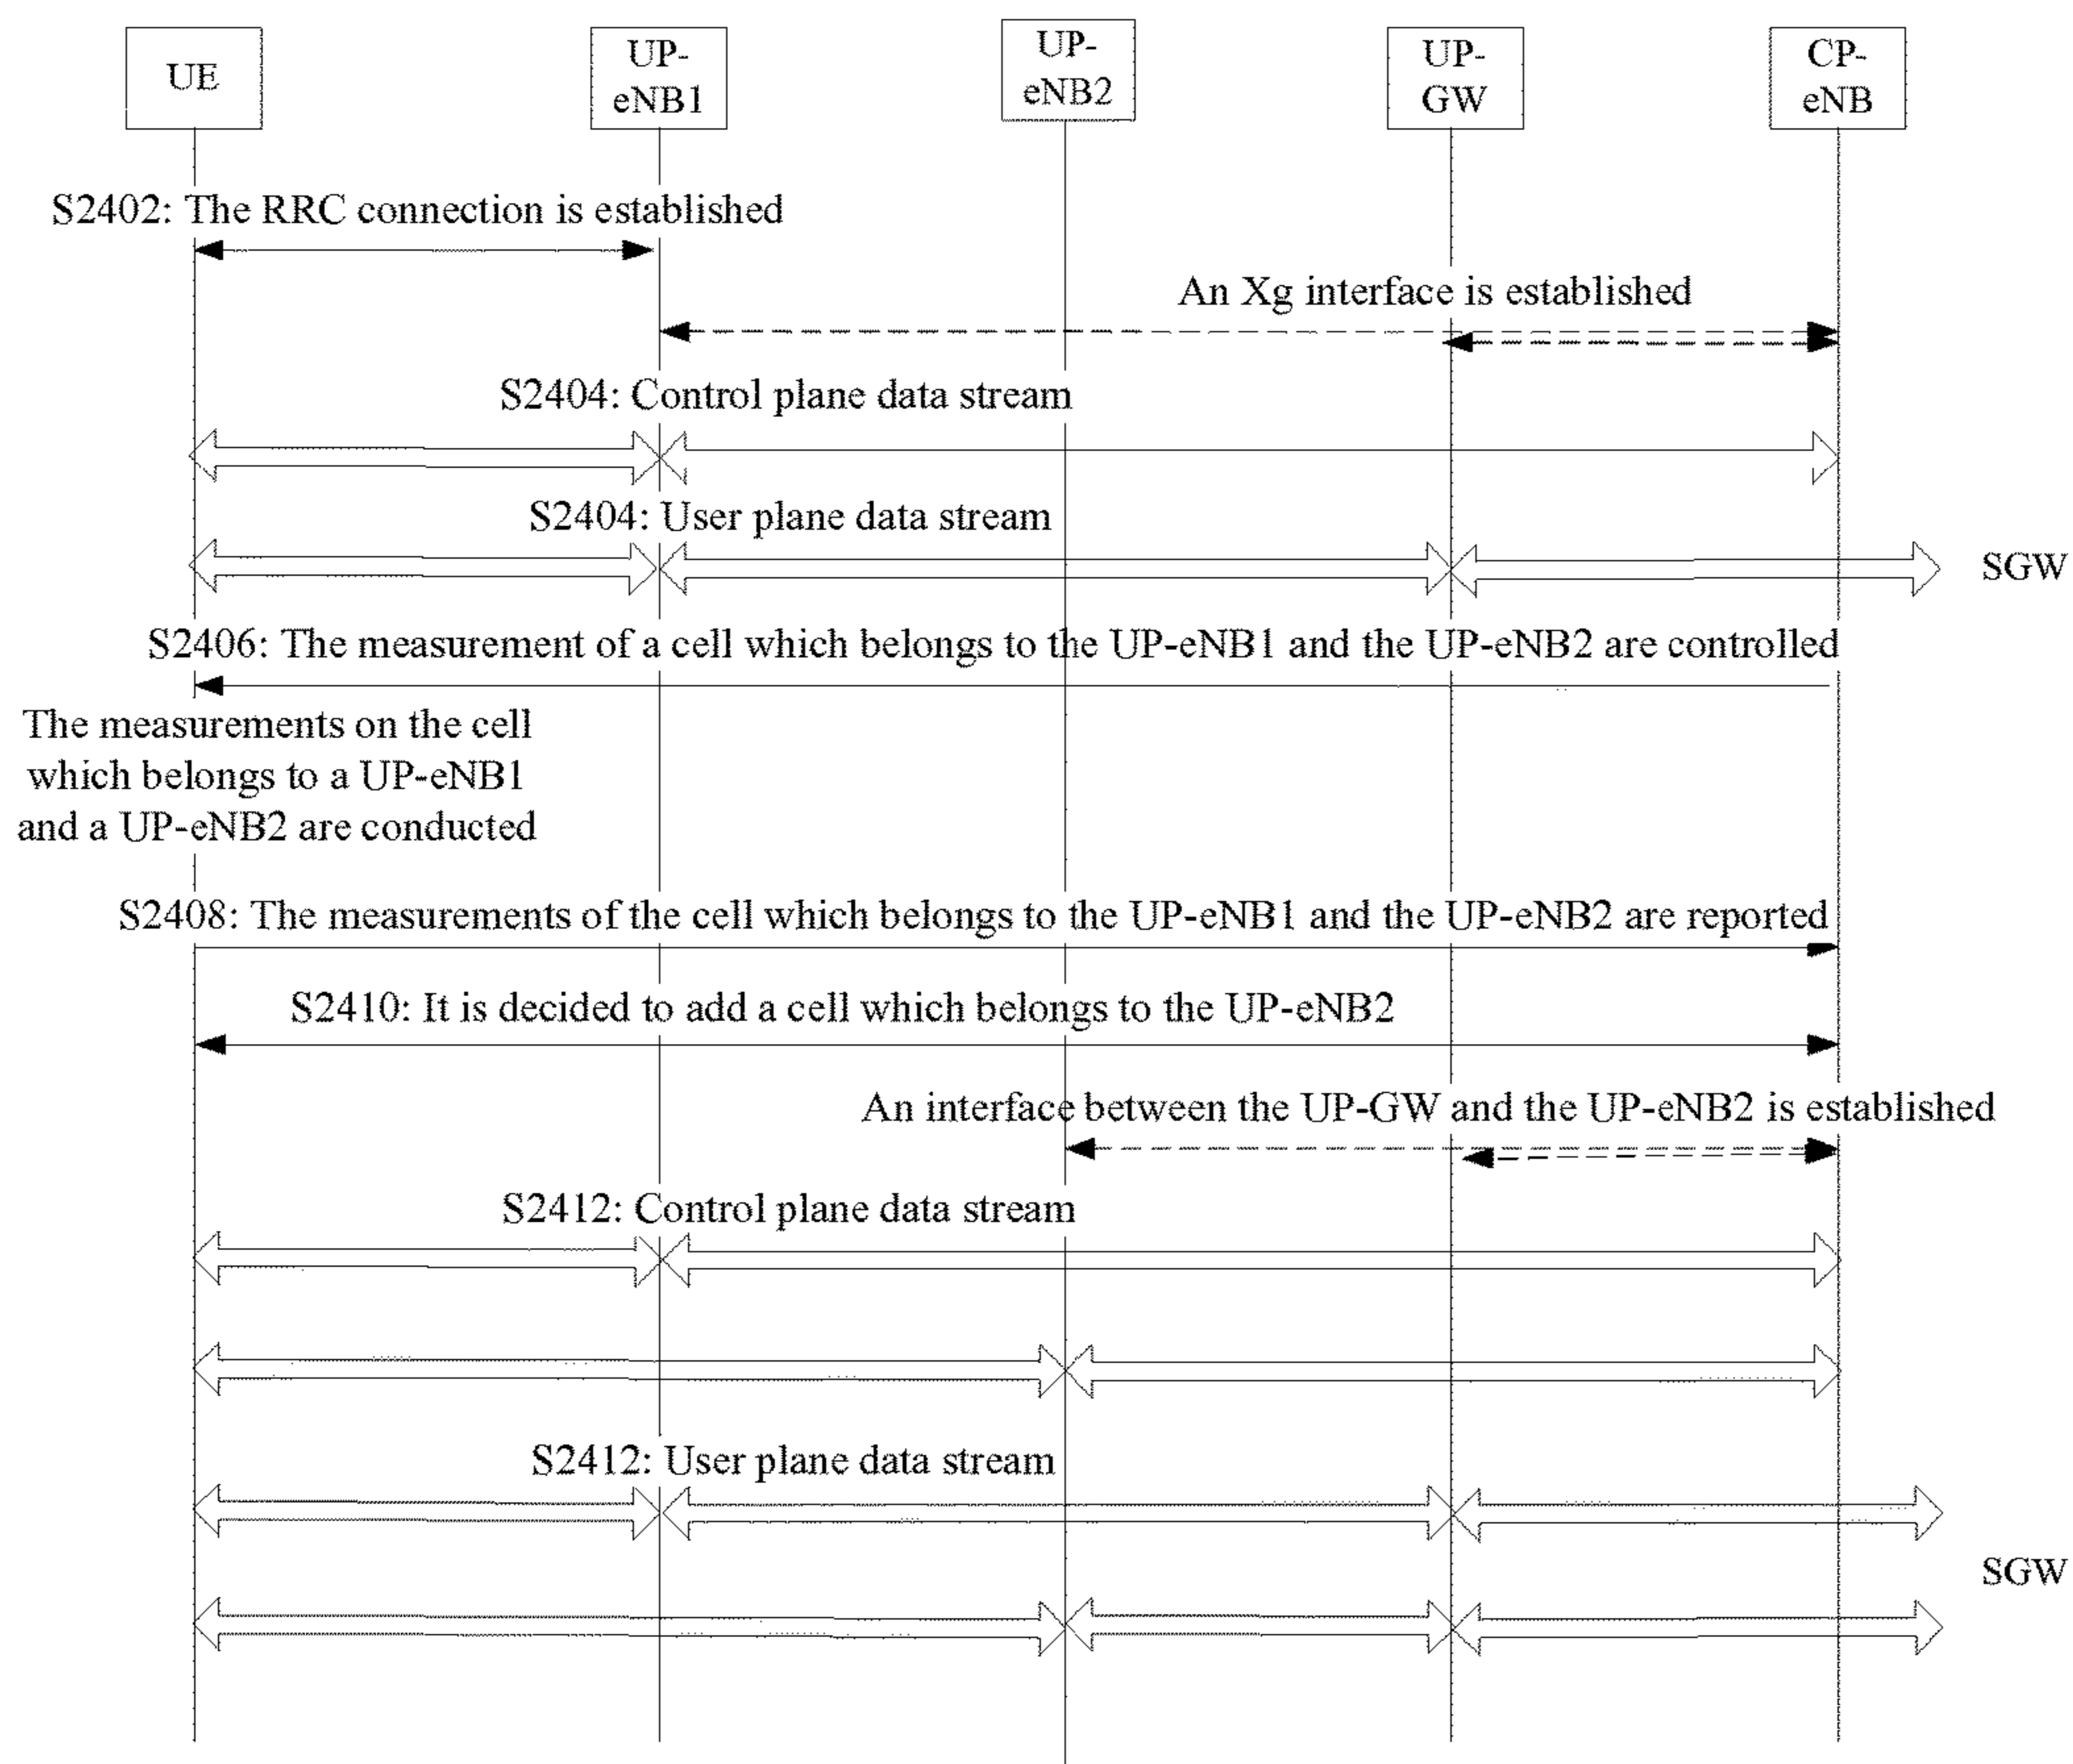 UE
UP-
eNB1
UP-
eNB2
UP-
GW
CP-
eNB
S2402: The RRC connection is established
An Xg interface is established
S2404: Control plane data stream
S2404: User plane data stream
SGW
S2406: The measurement of a cell which belongs to the UP-eNB1 and the UP-eNB2 are controlled
The measurements on the cell
which belongs to a UP-eNB1
and a UP-eNB2 are conducted
S2408: The measurements of the cell which belongs to the UP-eNB1 and the UP-eNB2 are reported
S2410: It is decided to add a cell which belongs to the UP-eNB2
An interface between the UP-GW and the UP-eNB2 is established
S2412: Control plane data stream
S2412: User plane data stream
SGW